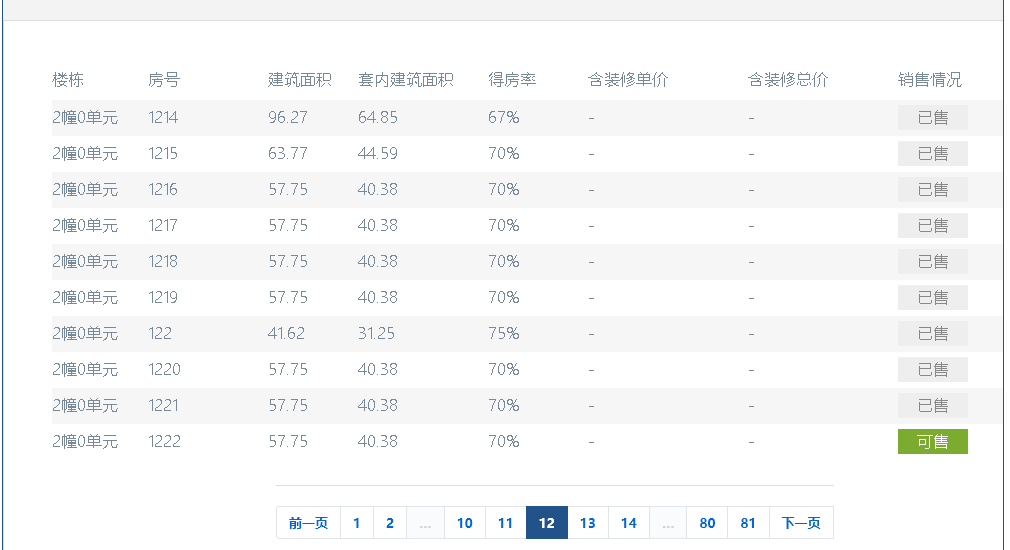 楼栋 房号 建筑面积 套内建筑面积 得房率 含装修单价 含装修总价 销售情况
2幢0单元 1214 96.27 64.85 67% - - 已售
2幢0单元 1215 63.77 44.59 70% - - 已售
2幢0单元 1216 57.75 40.38 70% - - 已售
2幢0单元 1217 57.75 40.38 70% - - 已售
2幢0单元 1218 57.75 40.38 70% - - 已售
2幢0单元 1219 57.75 40.38 70% - - 已售
2幢0单元 122 41.62 31.25 75% - - 已售
2幢0单元 1220 57.75 40.38 70% - - 已售
2幢0单元 1221 57.75 40.38 70% - - 已售
2幢0单元 1222 57.75 40.38 70% - - 可售
前一页 1 2 ... 10 11 12 13 14 ... 80 81 下一页